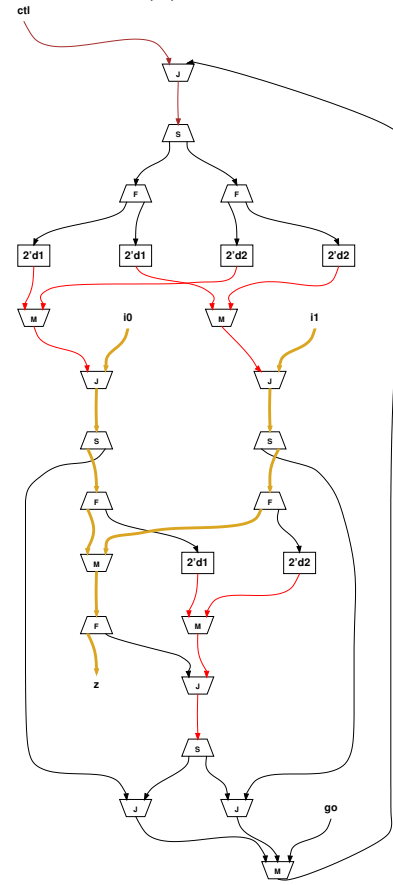 ctl
J
S
F F
2'd1 2'd1 2'd2 2'd2
M M
i0 i1
J J
S S
F F
M 2'd1 2'd2
F M
z J
S
J J go
M